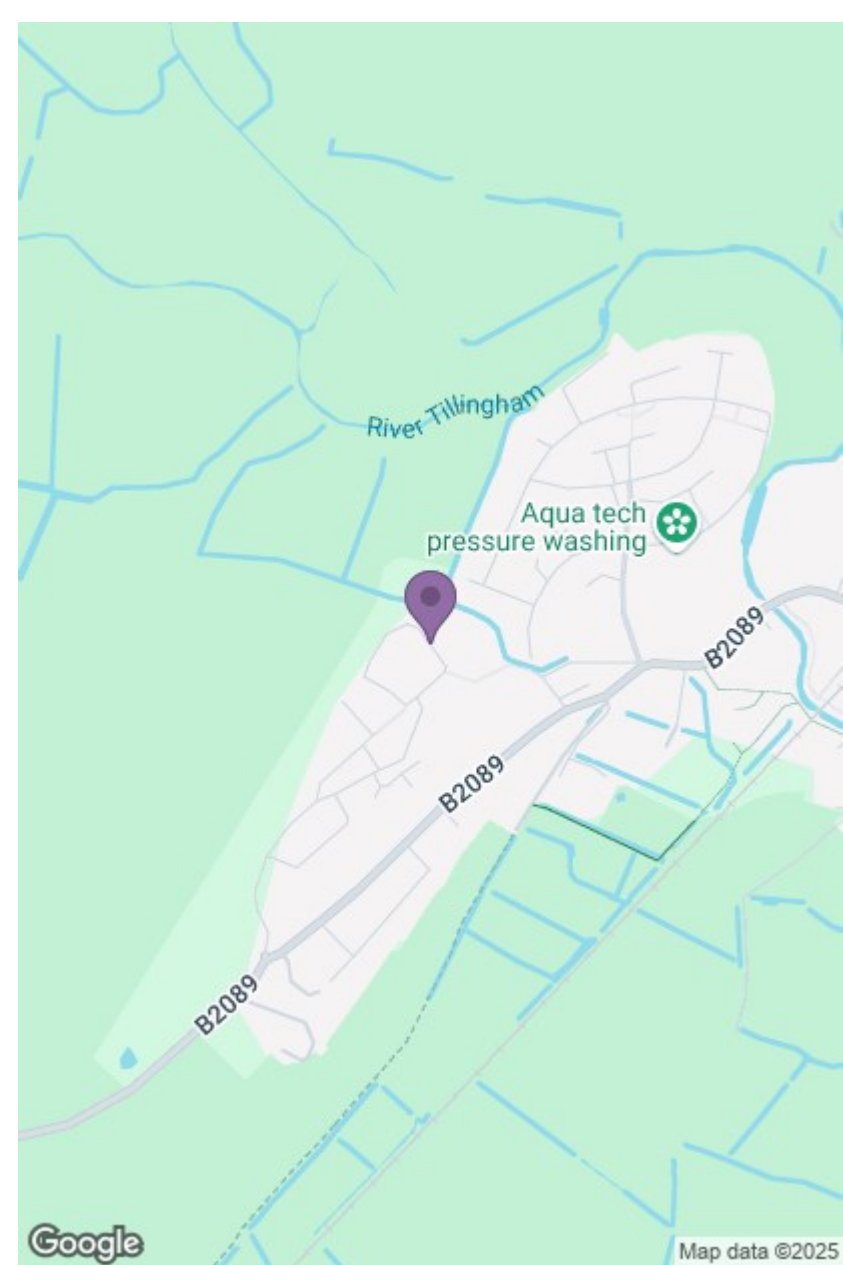 River Tillingham
Aqua tech
pressure washing
B2089
B2089
B2089
Google
Map data ©2025